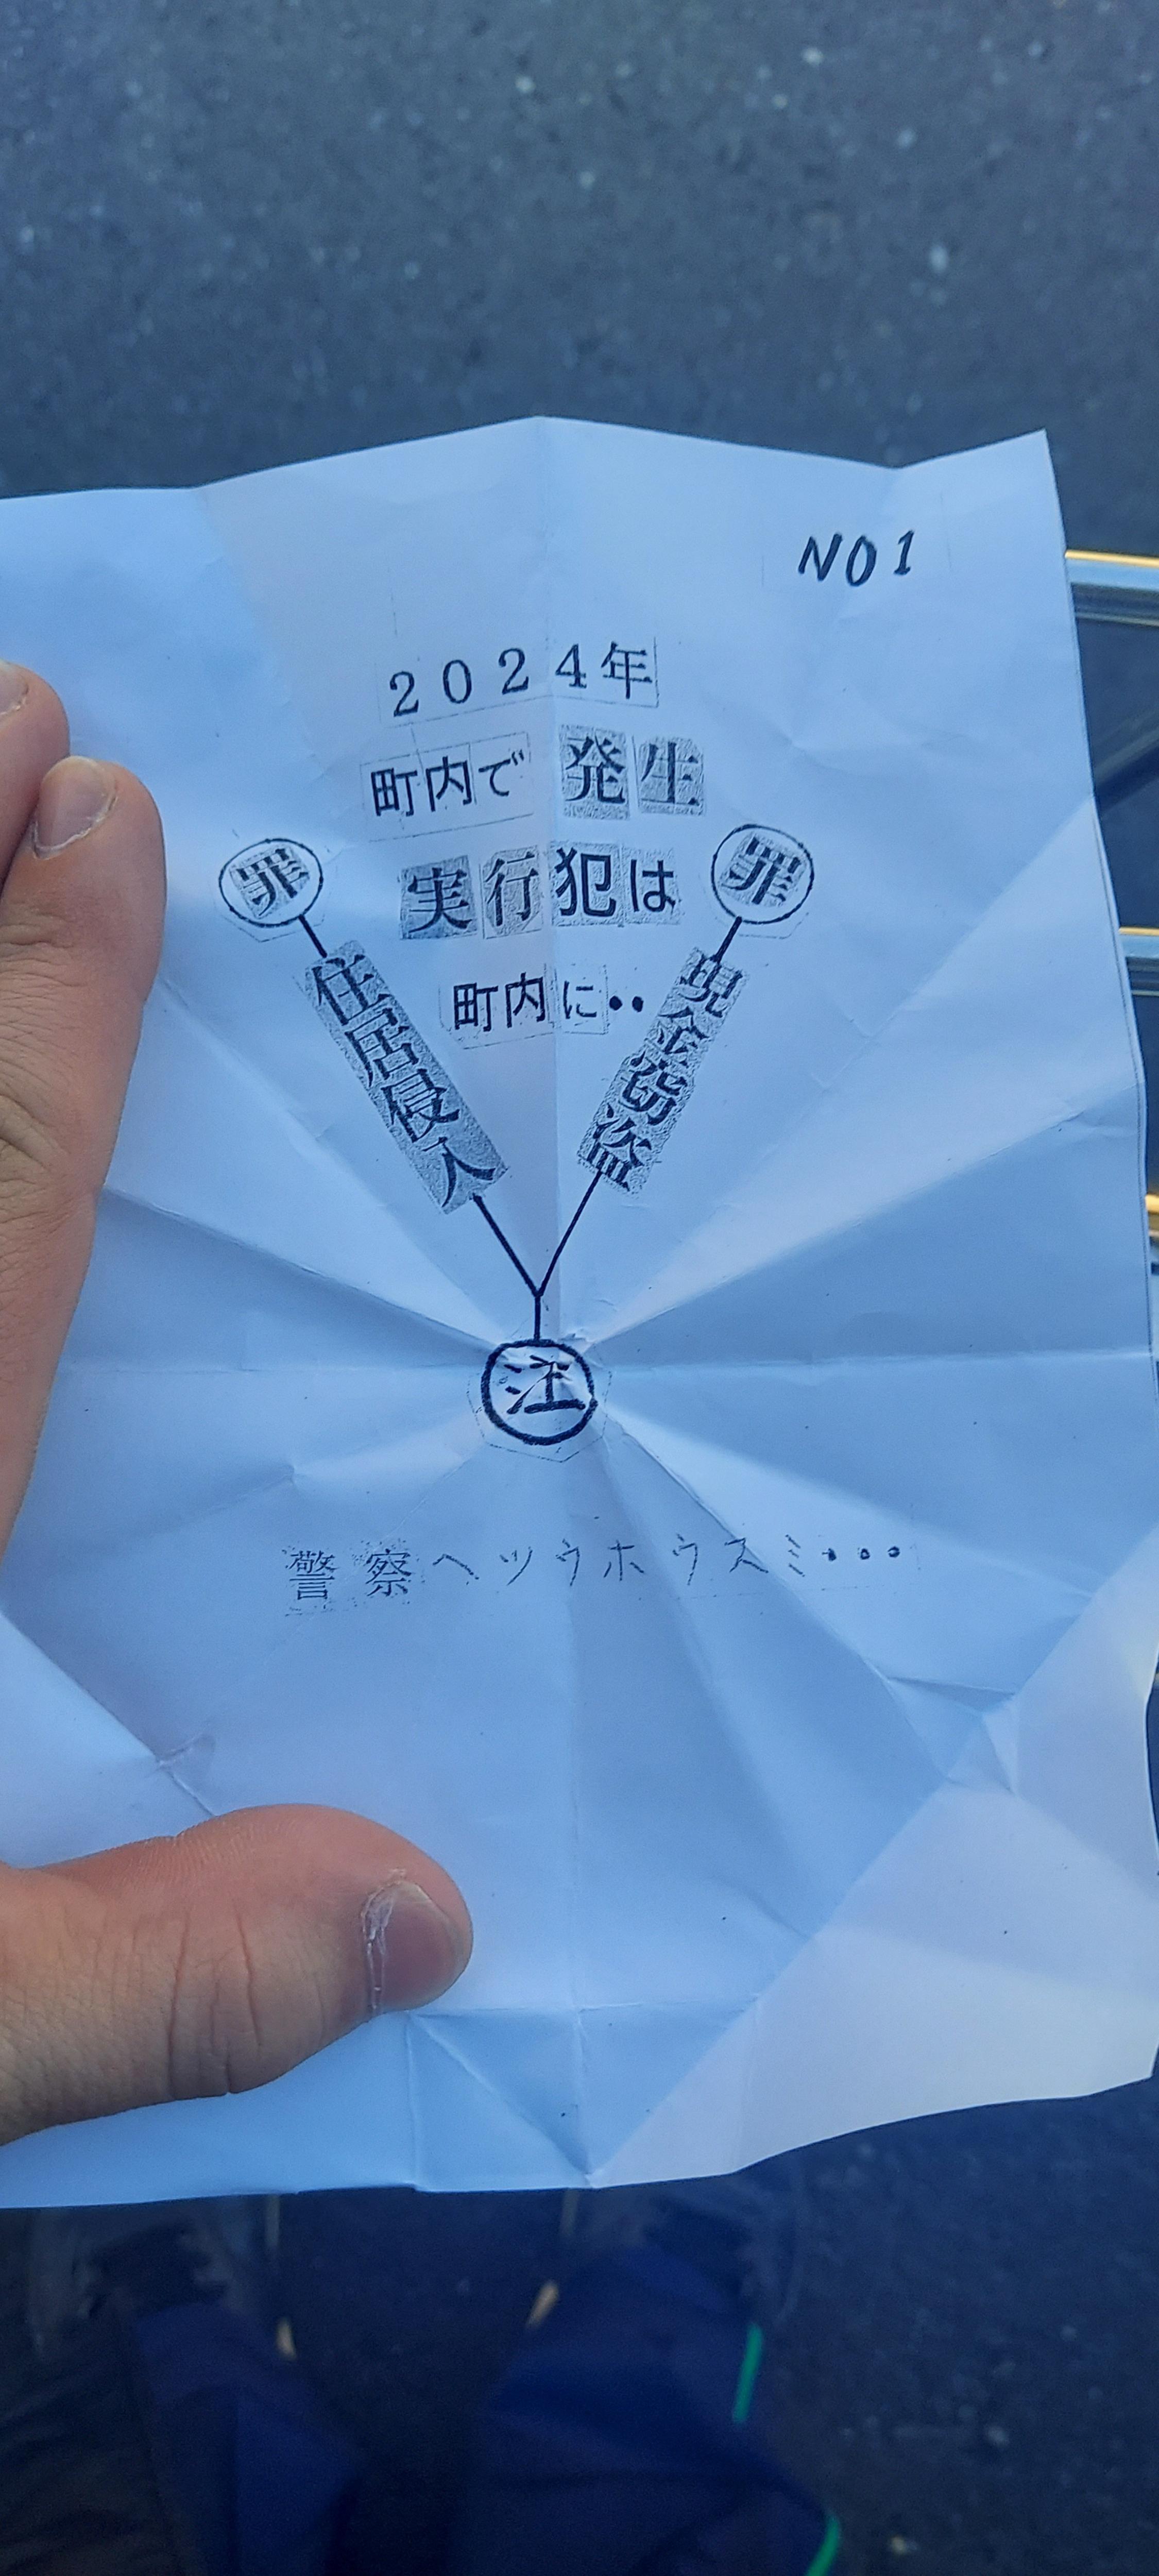 NO1
2024年
町内で発生
罪
実行犯は
罪
住居侵入
町内に••
現金窃盗
注
警察ヘツウホウスミ•••